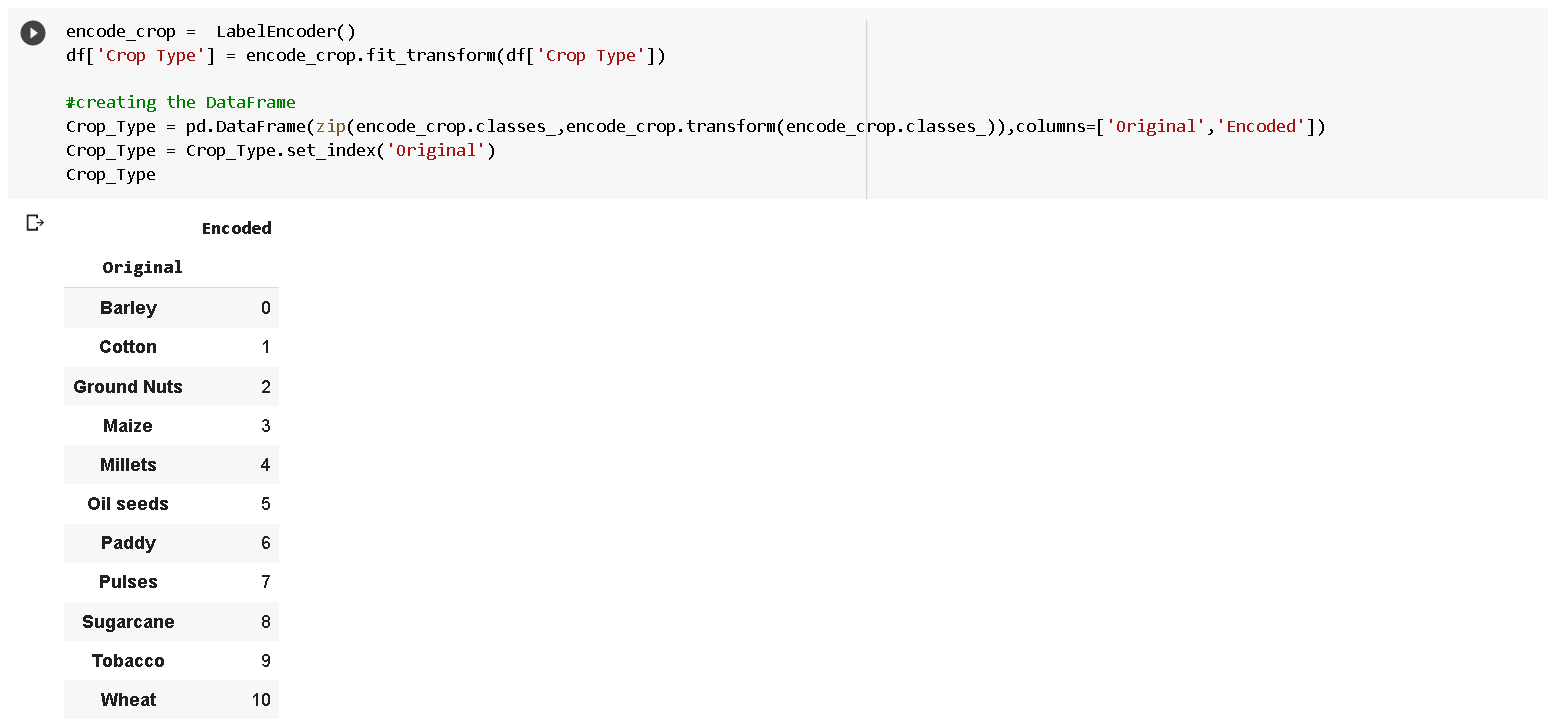 encode_crop =  LabelEncoder()
df['Crop Type'] = encode_crop.fit_transform(df['Crop Type'])
#creating the DataFrame
Crop_Type = pd.DataFrame(zip(encode_crop.classes_,encode_crop.transform(encode_crop.classes_)),columns=['Original','Encoded'])
Crop_Type = Crop_Type.set_index('Original')
Crop_Type
Encoded
Original
Barley 0
Cotton 1
Ground Nuts 2
Maize 3
Millets 4
Oil seeds 5
Paddy 6
Pulses 7
Sugarcane 8
Tobacco 9
Wheat 10